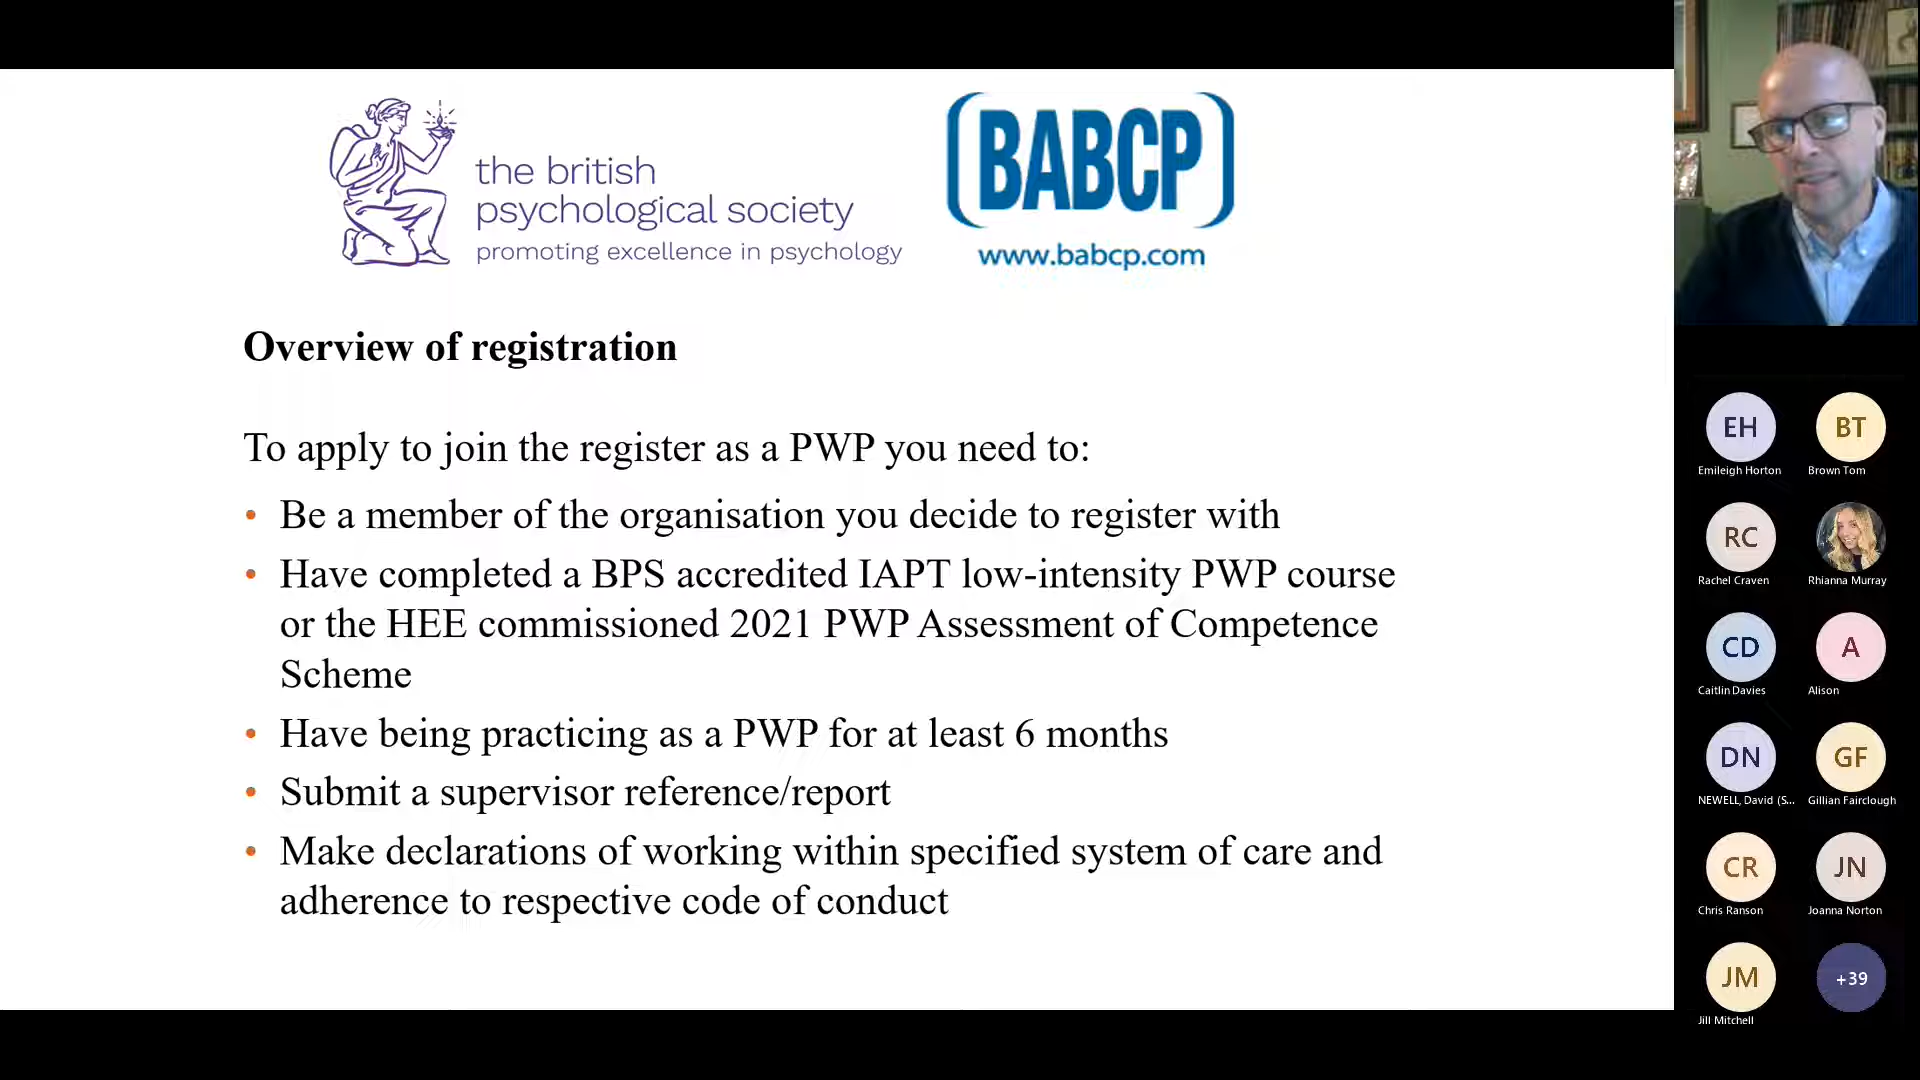 the british
psychological society
promoting excellence in psychology
(BABCP)
www.babcp.com
Overview of registration
To apply to join the register as a PWP you need to:
• Be a member of the organisation you decide to register with
• Have completed a BPS accredited IAPT low-intensity PWP course
or the HEE commissioned 2021 PWP Assessment of Competence
Scheme
• Have being practicing as a PWP for at least 6 months
• Submit a supervisor reference/report
• Make declarations of working within specified system of care and
adherence to respective code of conduct
EH
BT
Emileigh Horton
Brown Tom
RC
Rachel Craven
Rhianna Murray
CD
A
Caitlin Davies
Alison
DN
GF
NEWELL, David (S...
Gillian Fairclough
CR
JN
Chris Ranson
Joanna Norton
JM
+39
Jill Mitchell